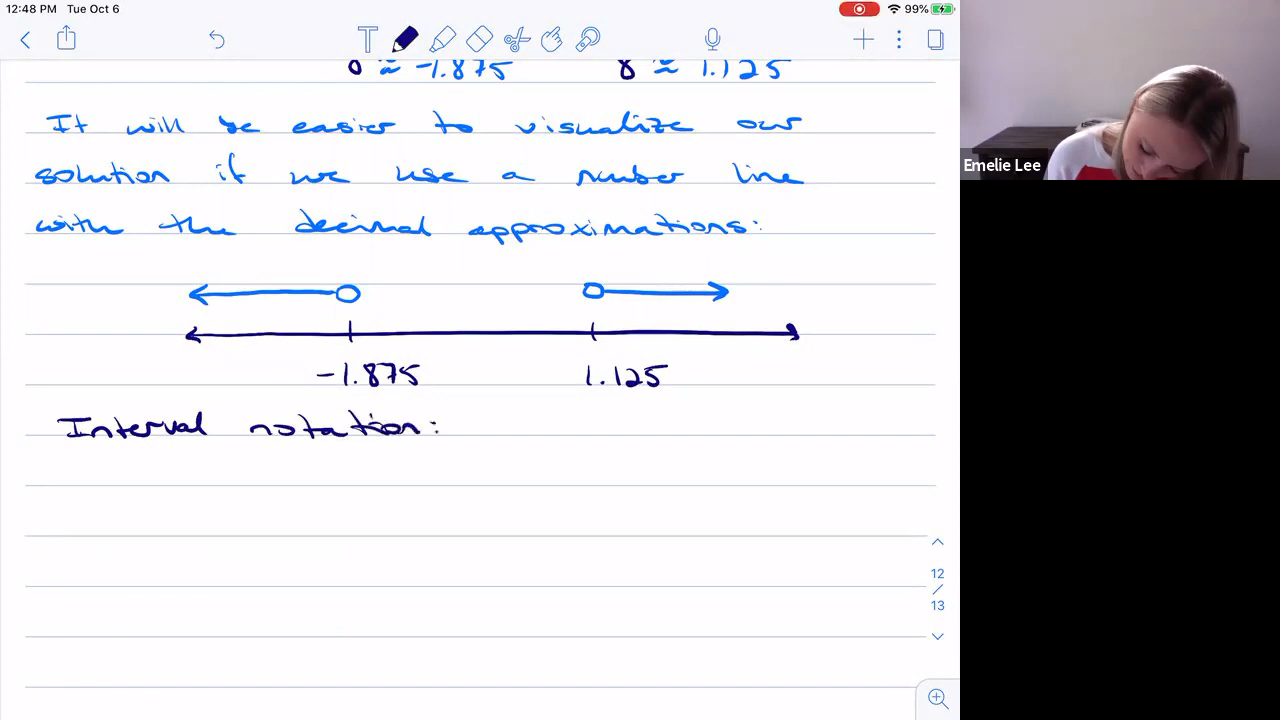 12:48 PM Tue Oct 6
99%
≈ -1.875 8 ≈ 1.125
It will be easier to visualize our
solution if we use a number line
with the decimal approximations:
-1.875 1.125
Interval notation:
12
13
Emelie Lee